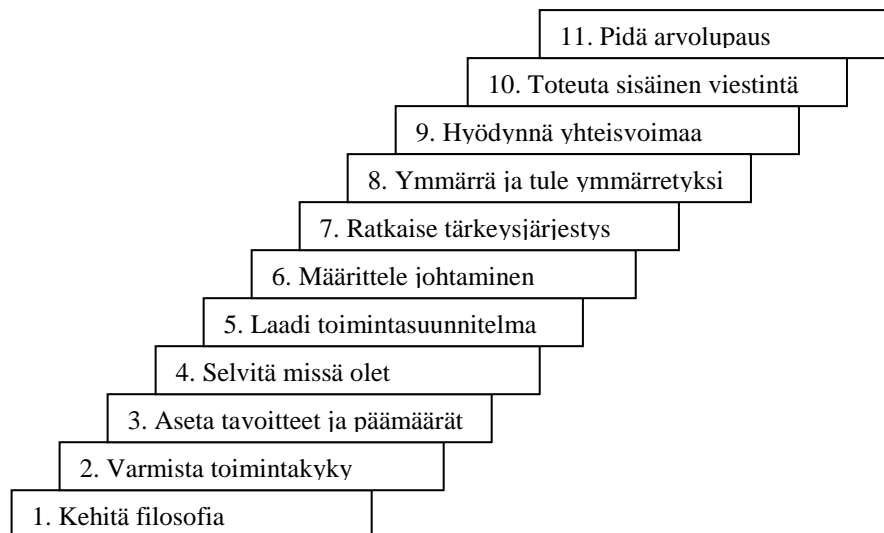 11. Pidä arvolupaus
10. Toteuta sisäinen viestintä
9. Hyödynnä yhteisvoimaa
8. Ymmärrä ja tule ymmärretyksi
7. Ratkaise tärkeysjärjestys
6. Määrittele johtaminen
5. Laadi toimintasuunnitelma
4. Selvitä missä olet
3. Aseta tavoitteet ja päämäärät
2. Varmista toimintakyky
1. Kehitä filosofia